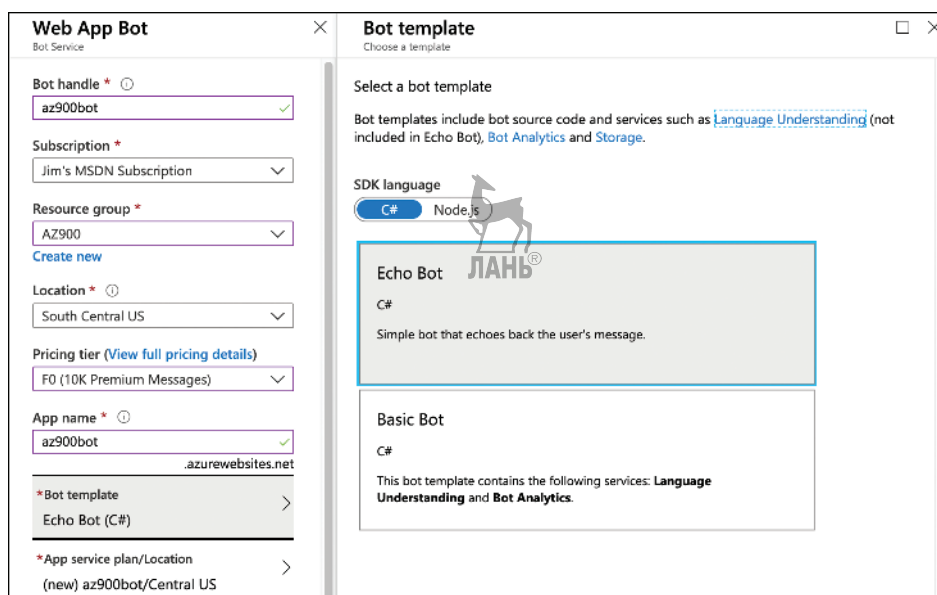 Web App Bot
Bot Service
Bot handle *
az900bot
Subscription *
Jim's MSDN Subscription
Resource group *
AZ900
Create new
Location *
South Central US
Pricing tier (View full pricing details)
F0 (10K Premium Messages)
App name *
az900bot
.azurewebsites.net
*Bot template
Echo Bot (C#)
*App service plan/Location
(new) az900bot/Central US
Bot template
Choose a template
Select a bot template
Bot templates include bot source code and services such as Language Understanding (not
included in Echo Bot), Bot Analytics and Storage.
SDK language
C# Node.js
ЛАНЬ®
Echo Bot
C#
Simple bot that echoes back the user's message.
Basic Bot
C#
This bot template contains the following services: Language
Understanding and Bot Analytics.